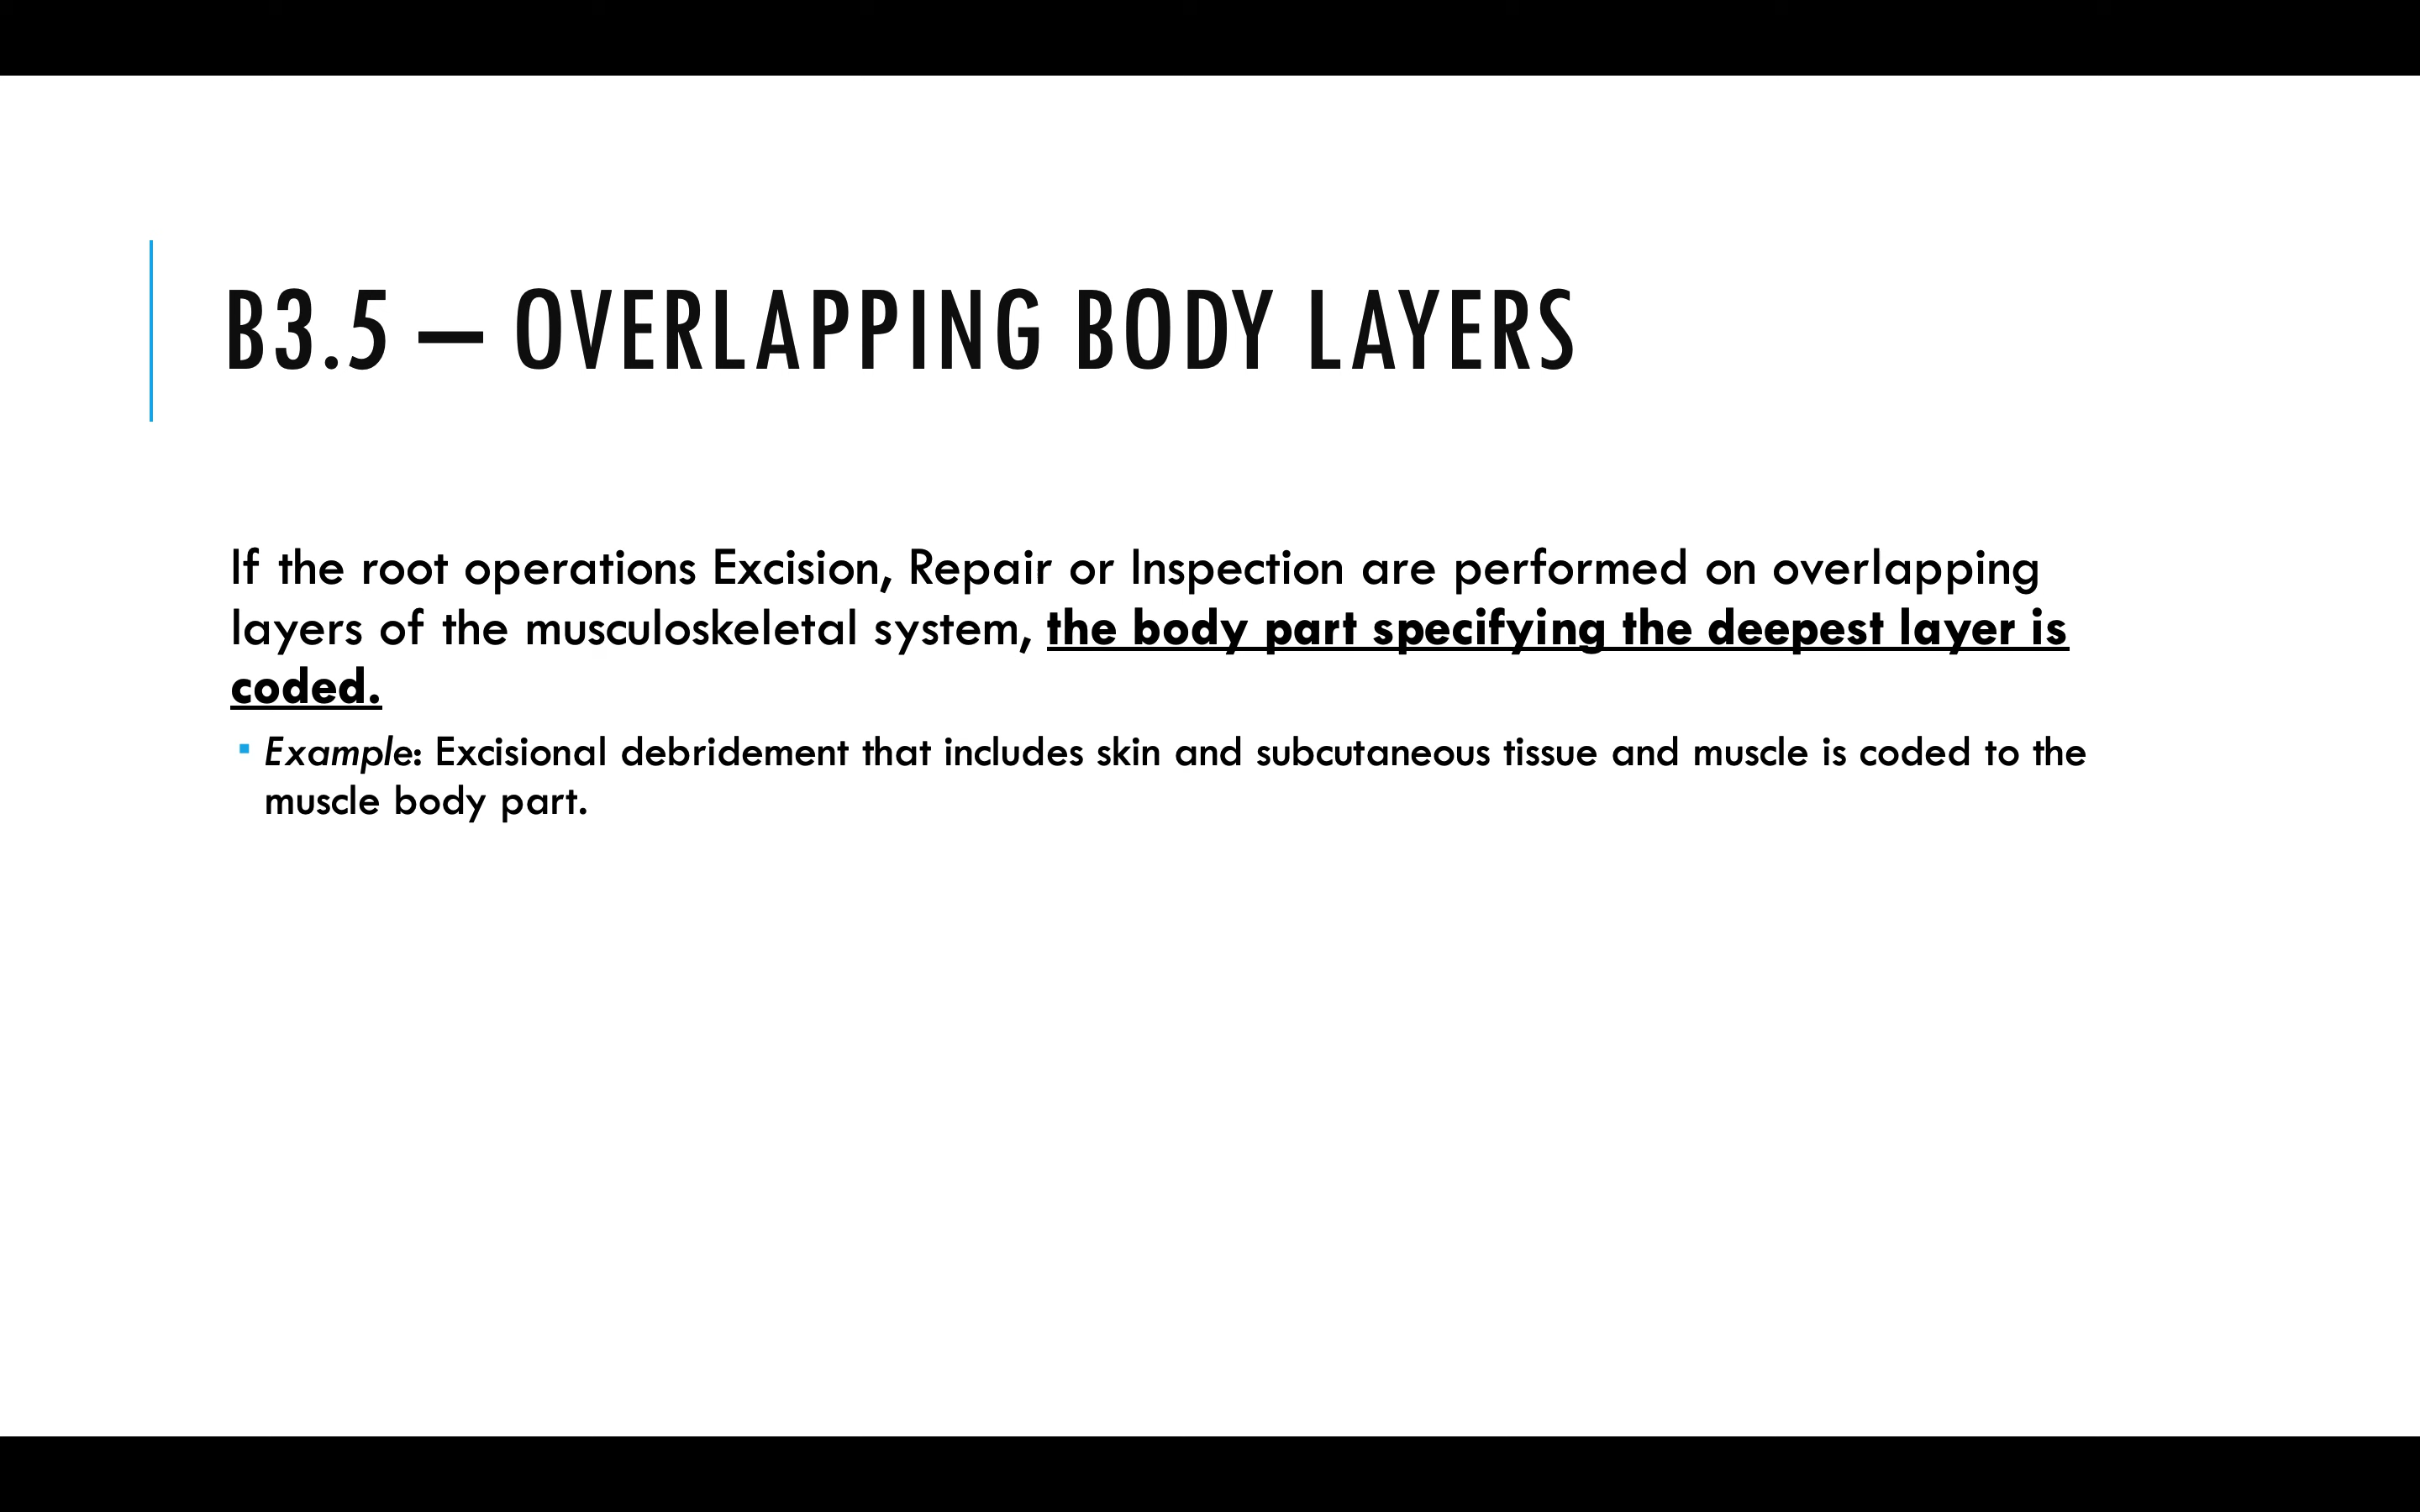 B3.5 – OVERLAPPING BODY LAYERS
If the root operations Excision, Repair or Inspection are performed on overlapping
layers of the musculoskeletal system, the body part specifying the deepest layer is
coded.
▪ Example: Excisional debridement that includes skin and subcutaneous tissue and muscle is coded to the
muscle body part.